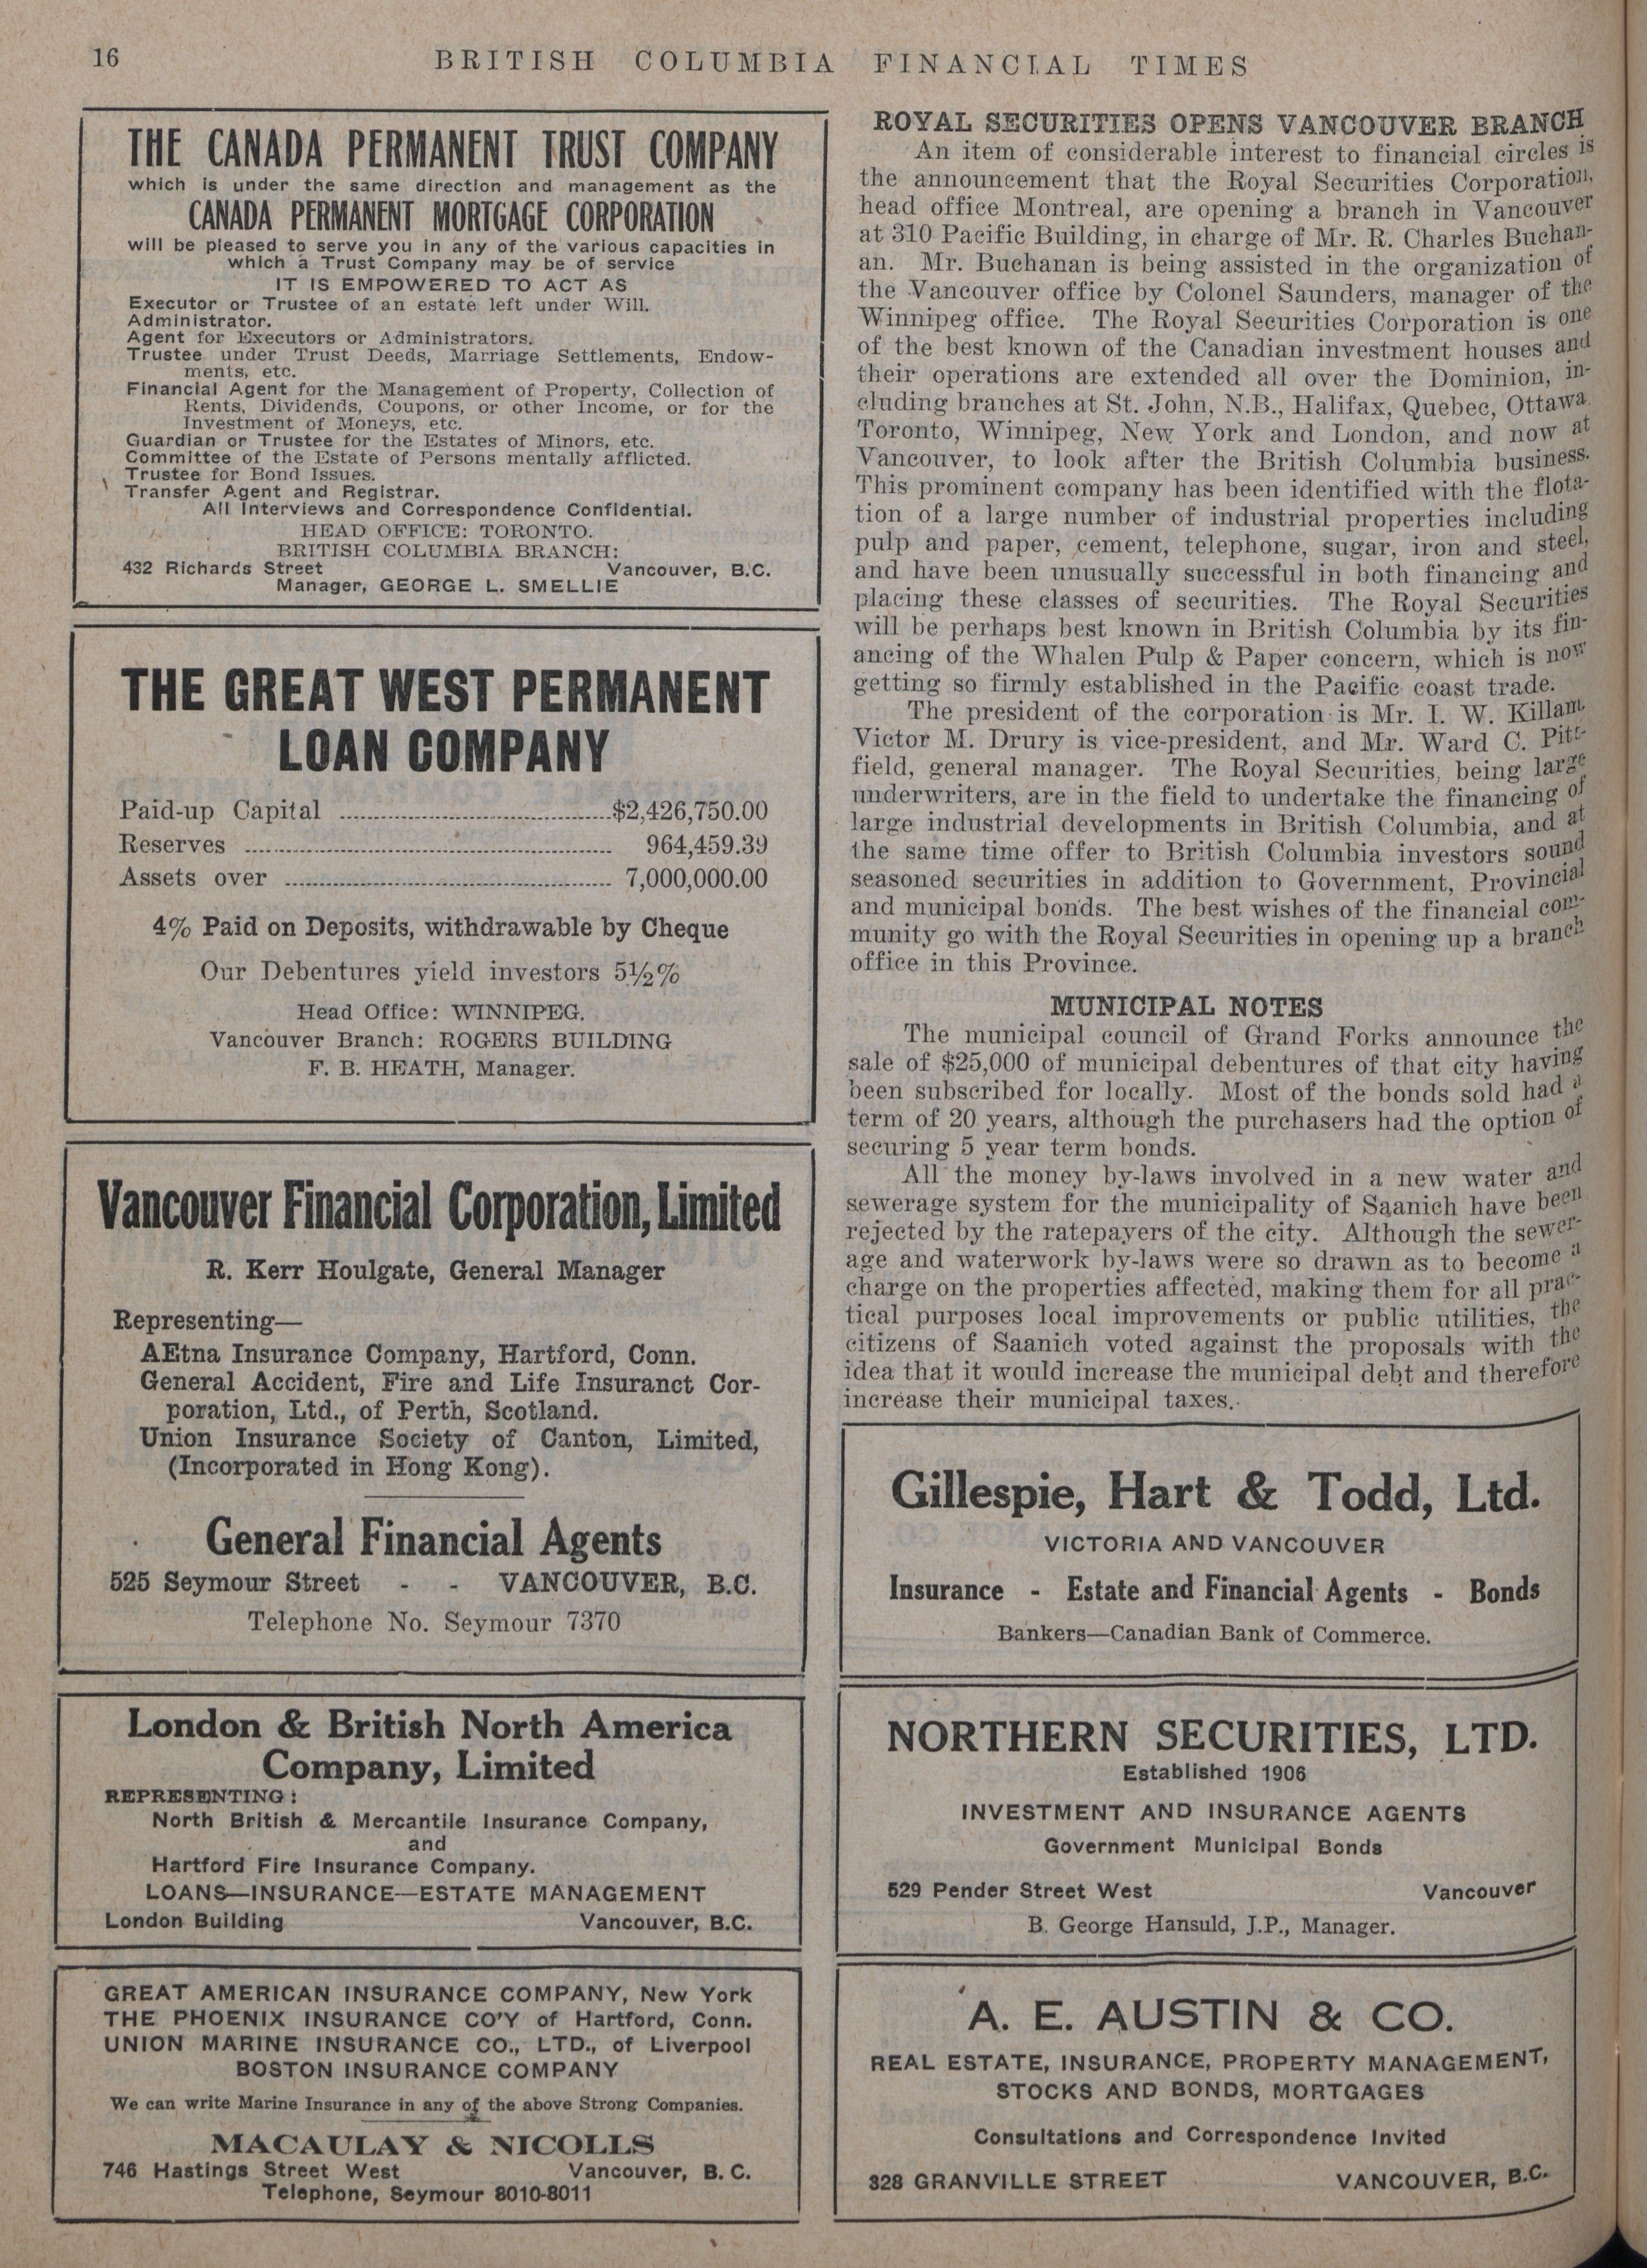 16
BRITISH COLUMBIA FINANCIAL TIMES
THE CANADA PERMANENT TRUST COMPANY
which is under the same direction and management as the
CANADA PERMANENT MORTGAGE CORPORATION
will be pleased to serve you in any of the various capacities in
which a Trust Company may be of service
IT IS EMPOWERED TO ACT AS
Executor or Trustee of an estate left under Will.
Administrator.
Agent for Executors or Administrators.
Trustee under Trust Deeds, Marriage Settlements, Endow-
ments, etc.
Financial Agent for the Management of Property, Collection of
Rents, Dividends, Coupons, or other Income, or for the
Investment of Moneys, etc.
Guardian or Trustee for the Estates of Minors, etc.
Committee of the Estate of Persons mentally afflicted.
Trustee for Bond Issues.
Transfer Agent and Registrar.
All Interviews and Correspondence Confidential.
HEAD OFFICE: TORONTO.
BRITISH COLUMBIA BRANCH:
432 Richards Street Vancouver, B.C.
Manager, GEORGE L. SMELLIE
THE GREAT WEST PERMANENT
LOAN COMPANY
Paid-up Capital ........................................ $2,426,750.00
Reserves ........................................ 964,459.39
Assets over ........................................ 7,000,000.00
4% Paid on Deposits, withdrawable by Cheque
Our Debentures yield investors 5½%
Head Office: WINNIPEG.
Vancouver Branch: ROGERS BUILDING
F. B. HEATH, Manager.
Vancouver Financial Corporation, Limited
R. Kerr Houlgate, General Manager
Representing—
AEtna Insurance Company, Hartford, Conn.
General Accident, Fire and Life Insuranct Cor-
poration, Ltd., of Perth, Scotland.
Union Insurance Society of Canton, Limited,
(Incorporated in Hong Kong).
General Financial Agents
525 Seymour Street - - VANCOUVER, B.C.
Telephone No. Seymour 7370
London & British North America
Company, Limited
REPRESENTING:
North British & Mercantile Insurance Company,
and
Hartford Fire Insurance Company.
LOANS—INSURANCE—ESTATE MANAGEMENT
London Building Vancouver, B.C.
GREAT AMERICAN INSURANCE COMPANY, New York
THE PHOENIX INSURANCE CO'Y of Hartford, Conn.
UNION MARINE INSURANCE CO., LTD., of Liverpool
BOSTON INSURANCE COMPANY
We can write Marine Insurance in any of the above Strong Companies.
MACAULAY & NICOLLS
746 Hastings Street West Vancouver, B. C.
Telephone, Seymour 8010-8011
ROYAL SECURITIES OPENS VANCOUVER BRANCH
An item of considerable interest to financial circles is
the announcement that the Royal Securities Corporation,
head office Montreal, are opening a branch in Vancouver
at 310 Pacific Building, in charge of Mr. R. Charles Buchan-
an. Mr. Buchanan is being assisted in the organization of
the Vancouver office by Colonel Saunders, manager of the
Winnipeg office. The Royal Securities Corporation is one
of the best known of the Canadian investment houses and
their operations are extended all over the Dominion, in-
cluding branches at St. John, N.B., Halifax, Quebec, Ottawa
Toronto, Winnipeg, New York and London, and now at
Vancouver, to look after the British Columbia business.
This prominent company has been identified with the flota-
tion of a large number of industrial properties including
pulp and paper, cement, telephone, sugar, iron and steel,
and have been unusually successful in both financing and
placing these classes of securities. The Royal Securities
will be perhaps best known in British Columbia by its fin-
ancing of the Whalen Pulp & Paper concern, which is now
getting so firmly established in the Pacific coast trade.
The president of the corporation is Mr. I. W. Killam
Victor M. Drury is vice-president, and Mr. Ward C. Pitt-
field, general manager. The Royal Securities, being large
underwriters, are in the field to undertake the financing of
large industrial developments in British Columbia, and at
the same time offer to British Columbia investors sound
seasoned securities in addition to Government, Provincial
and municipal bonds. The best wishes of the financial com-
munity go with the Royal Securities in opening up a branch
office in this Province.
MUNICIPAL NOTES
The municipal council of Grand Forks announce the
sale of $25,000 of municipal debentures of that city having
been subscribed for locally. Most of the bonds sold had a
term of 20 years, although the purchasers had the option of
securing 5 year term bonds.
All the money by-laws involved in a new water and
sewerage system for the municipality of Saanich have been
rejected by the ratepayers of the city. Although the sewer-
age and waterwork by-laws were so drawn as to become a
charge on the properties affected, making them for all prac-
tical purposes local improvements or public utilities, the
citizens of Saanich voted against the proposals with the
idea that it would increase the municipal debt and therefore
increase their municipal taxes.
Gillespie, Hart & Todd, Ltd.
VICTORIA AND VANCOUVER
Insurance - Estate and Financial Agents - Bonds
Bankers—Canadian Bank of Commerce.
NORTHERN SECURITIES, LTD.
Established 1906
INVESTMENT AND INSURANCE AGENTS
Government Municipal Bonds
529 Pender Street West Vancouver
B. George Hansuld, J.P., Manager.
A. E. AUSTIN & CO.
REAL ESTATE, INSURANCE, PROPERTY MANAGEMENT,
STOCKS AND BONDS, MORTGAGES
Consultations and Correspondence Invited
328 GRANVILLE STREET VANCOUVER, B.C.